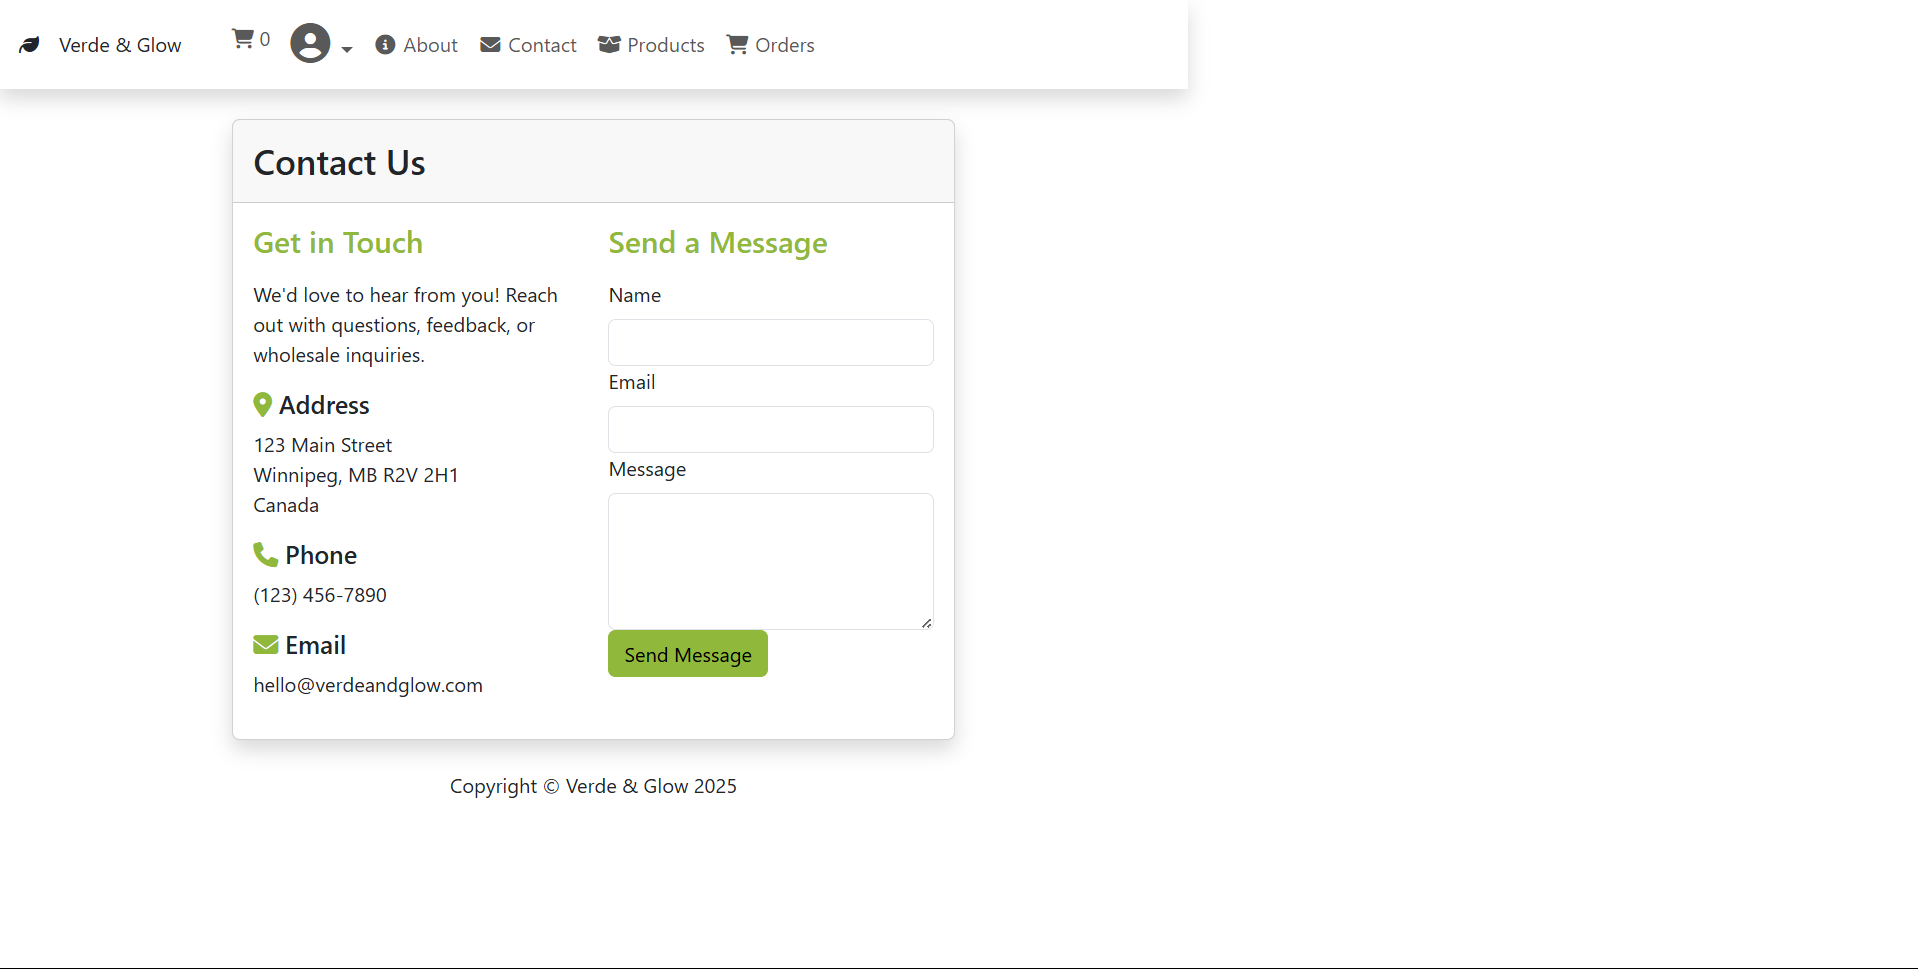 Verde & Glow
0
About
Contact
Products
Orders
Contact Us
Get in Touch
We'd love to hear from you! Reach
out with questions, feedback, or
wholesale inquiries.
Address
123 Main Street
Winnipeg, MB R2V 2H1
Canada
Phone
(123) 456-7890
Email
hello@verdeandglow.com
Send a Message
Name
Email
Message
Send Message
Copyright © Verde & Glow 2025